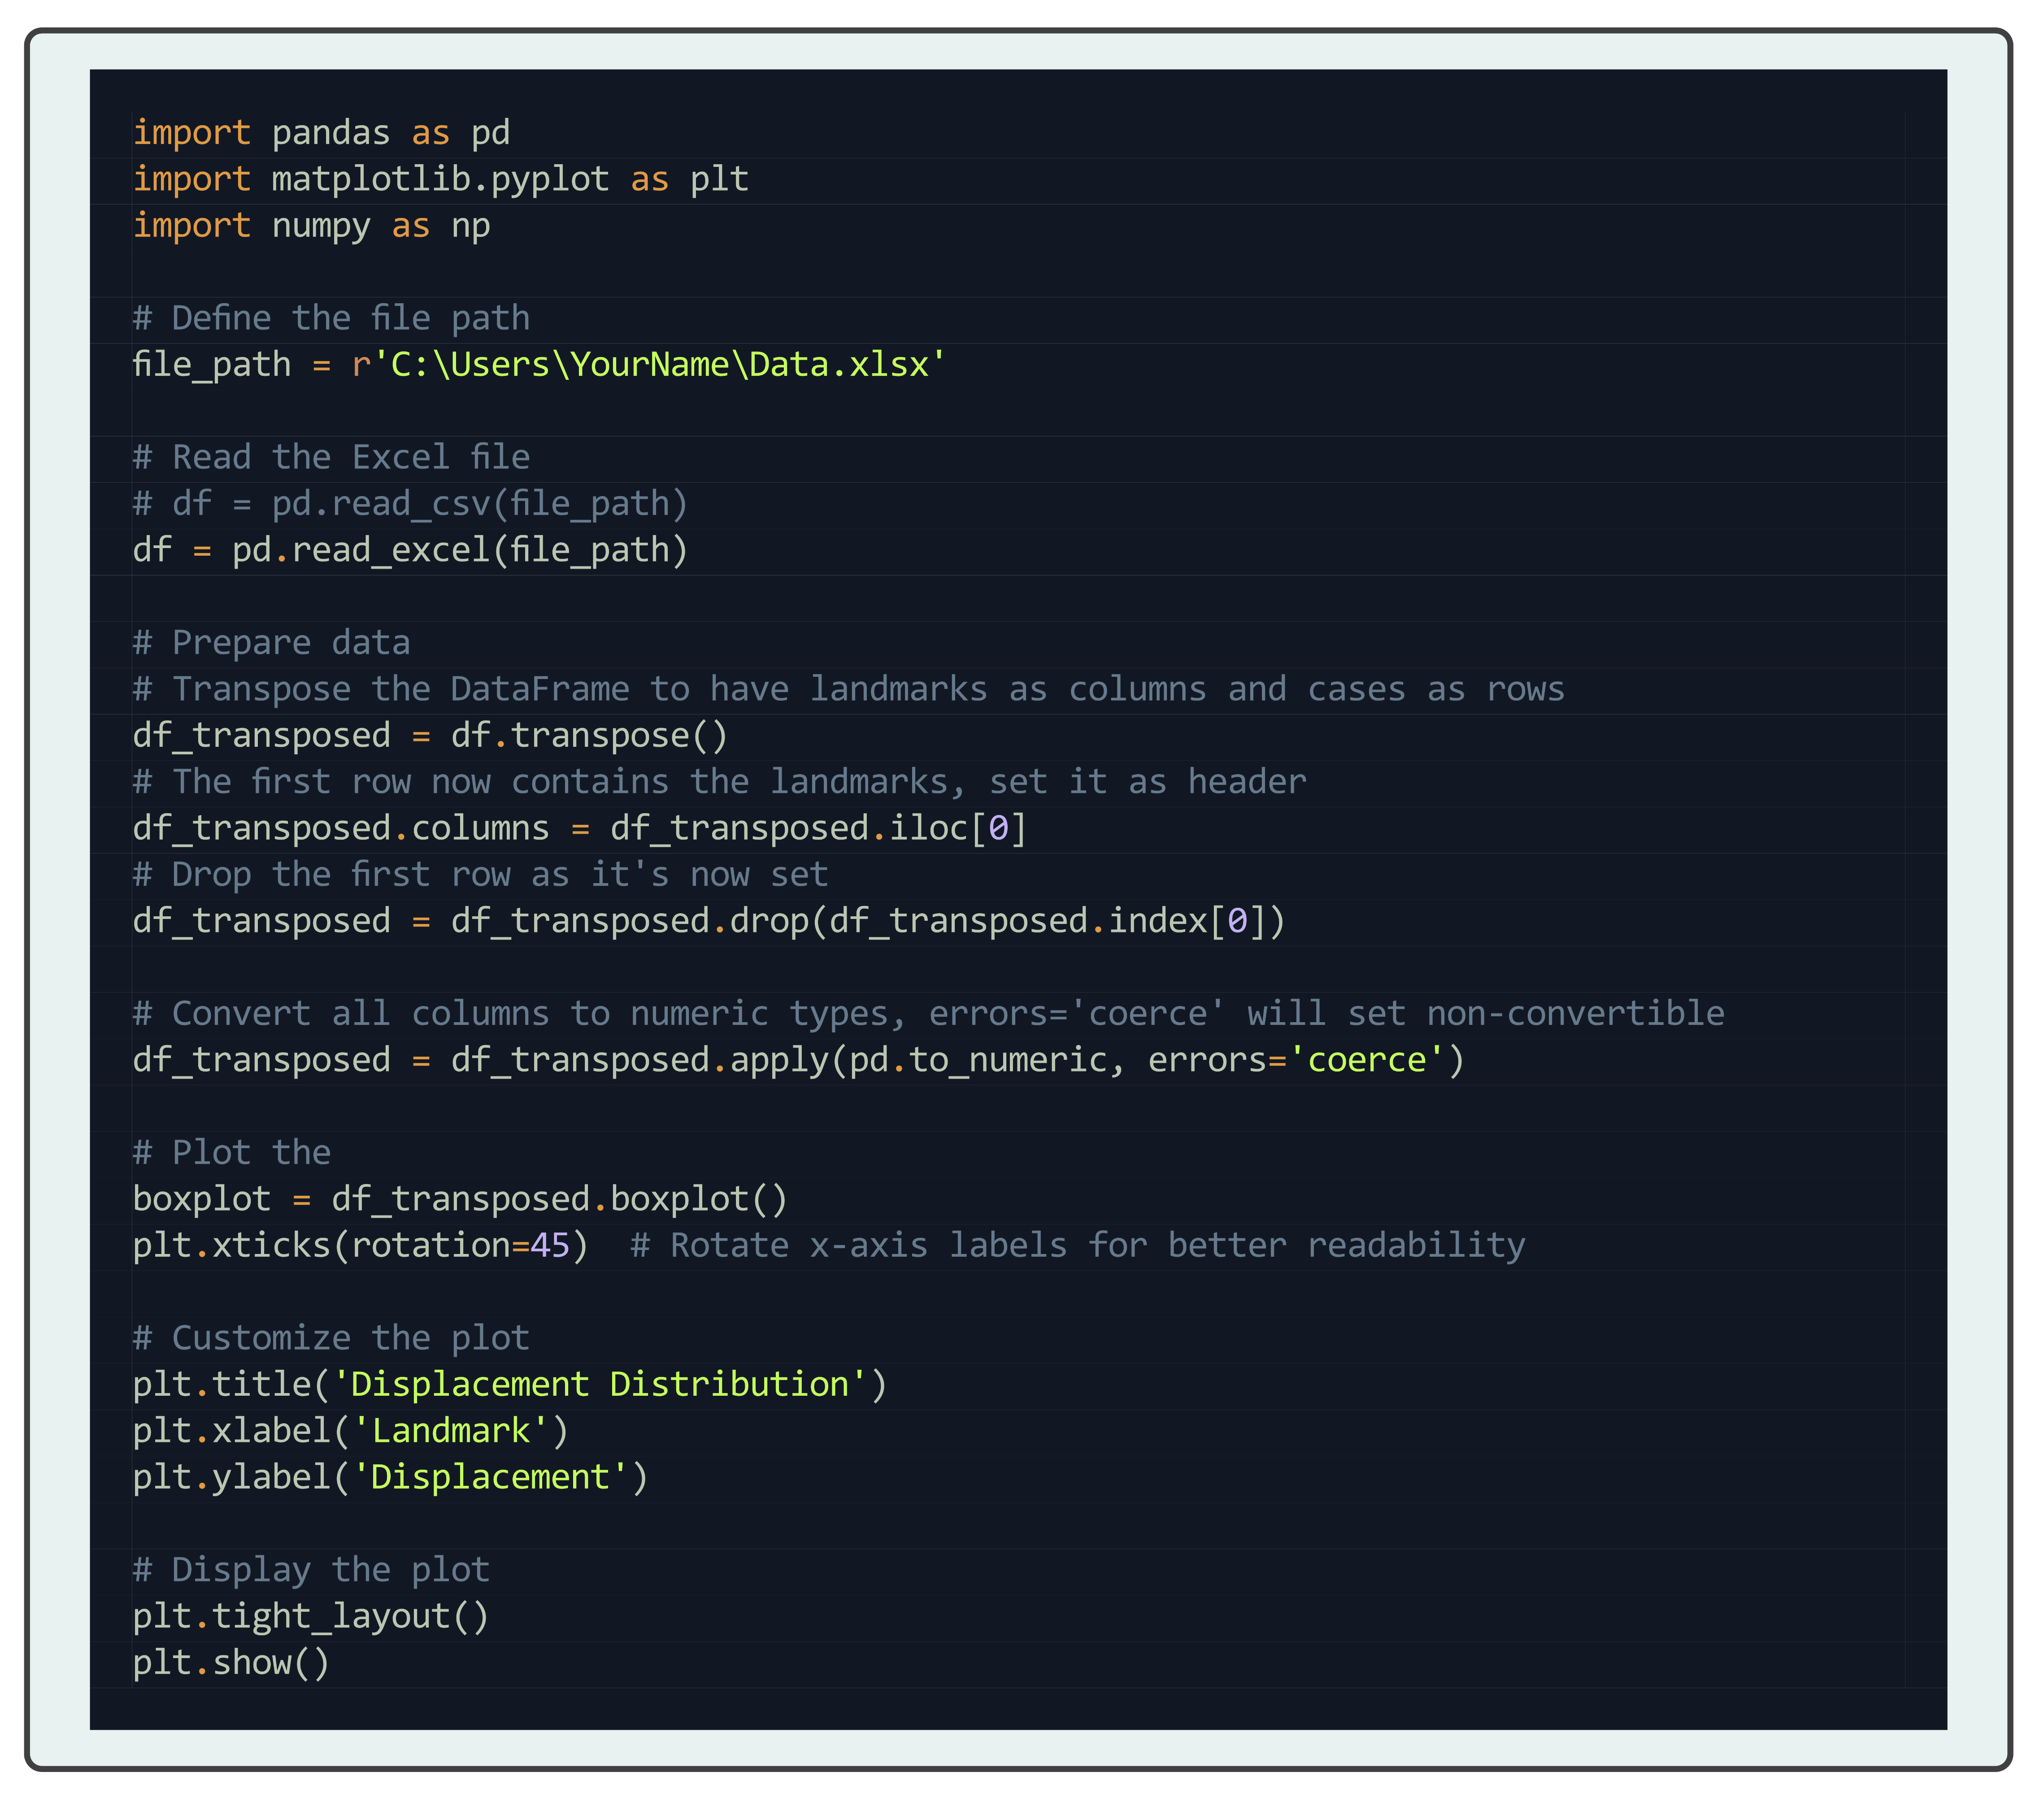 import pandas as pd
import matplotlib.pyplot as plt
import numpy as np
# Define the file path
file_path = r'C:\Users\YourName\Data.xlsx'
# Read the Excel file
# df = pd.read_csv(file_path)
df = pd.read_excel(file_path)
# Prepare data
# Transpose the DataFrame to have landmarks as columns and cases as rows
df_transposed = df.transpose()
# The first row now contains the landmarks, set it as header
df_transposed.columns = df_transposed.iloc[0]
# Drop the first row as it's now set
df_transposed = df_transposed.drop(df_transposed.index[0])
# Convert all columns to numeric types, errors='coerce' will set non-convertible
df_transposed = df_transposed.apply(pd.to_numeric, errors='coerce')
# Plot the
boxplot = df_transposed.boxplot()
plt.xticks(rotation=45)  # Rotate x-axis labels for better readability
# Customize the plot
plt.title('Displacement Distribution')
plt.xlabel('Landmark')
plt.ylabel('Displacement')
# Display the plot
plt.tight_layout()
plt.show()